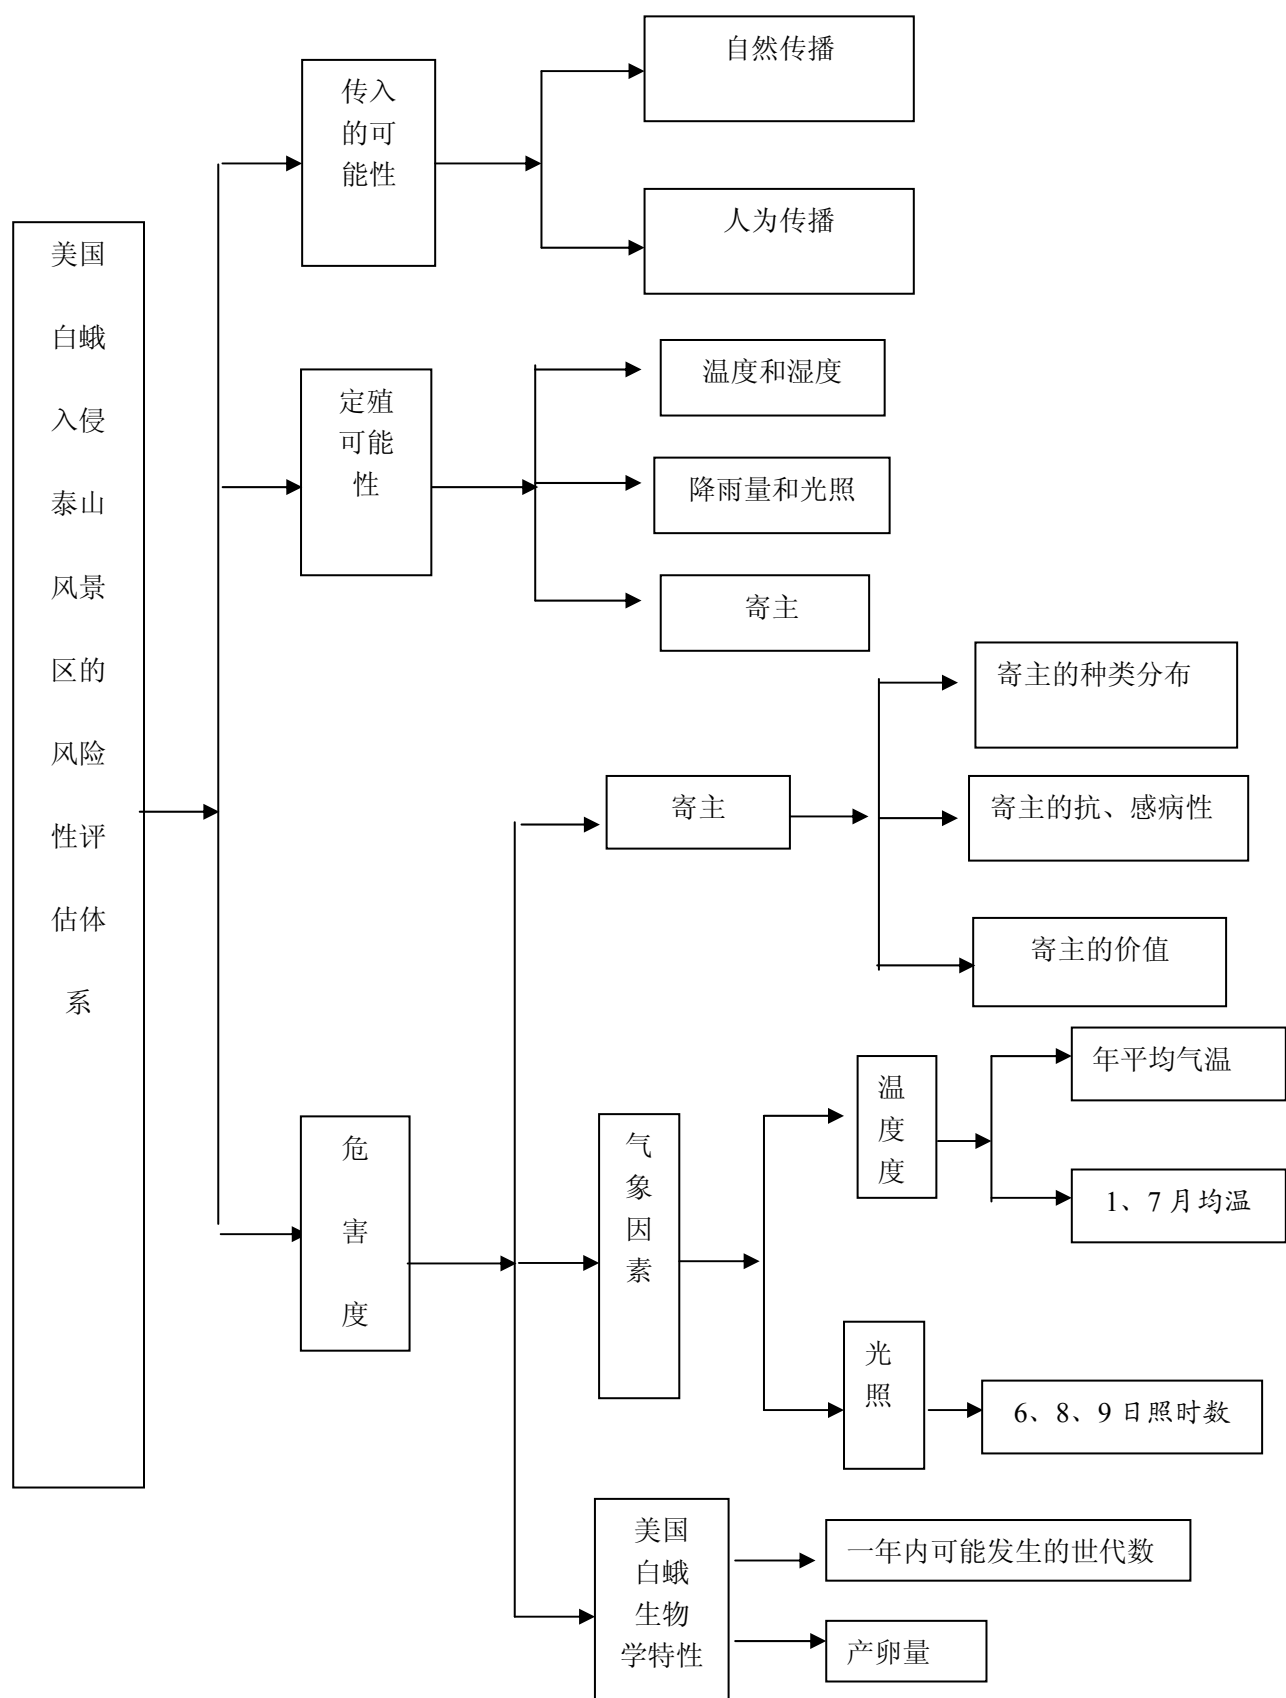 美国
白蛾
入侵
泰山
风景
区的
风险
性评
估体
系
传入
的可
能性
自然传播
人为传播
定殖
可能
性
温度和湿度
降雨量和光照
寄主
危
害
度
寄主
寄主的种类分布
寄主的抗、感病性
寄主的价值
气
象
因
素
温
度
度
年平均气温
1、7 月均温
光
照
6、8、9 日照时数
美国
白蛾
生物
学特性
一年内可能发生的世代数
产卵量